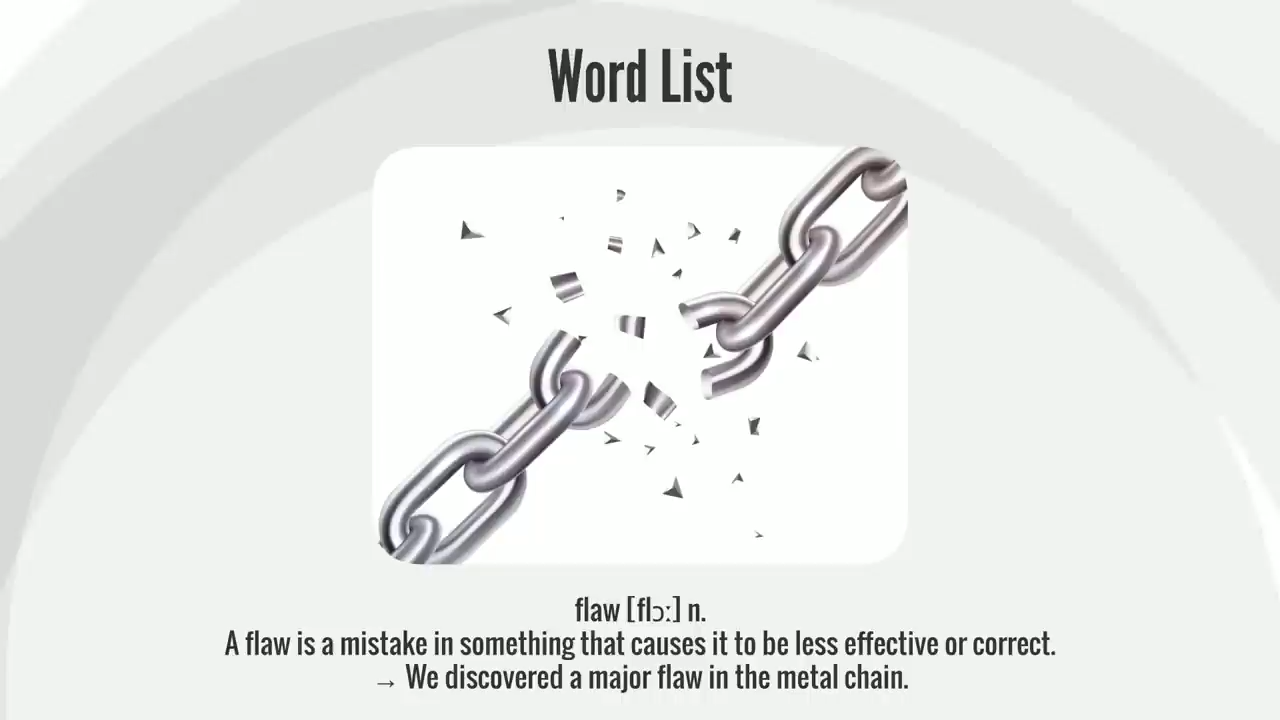 Word List
flaw [flɔː] n.
A flaw is a mistake in something that causes it to be less effective or correct.
→ We discovered a major flaw in the metal chain.